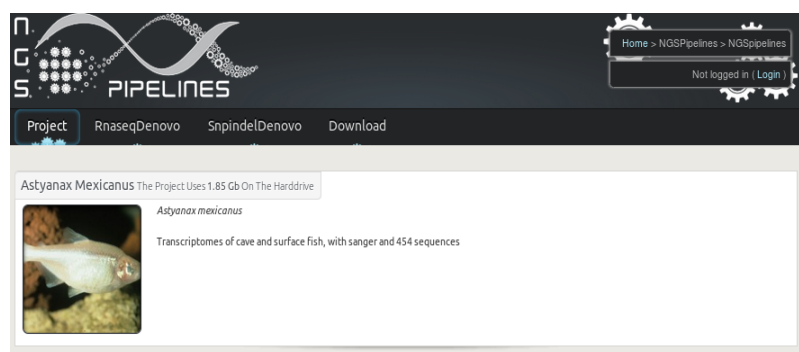 N.
G.
S.
PIPELINES
Home > NGSPipelines > NGSpipelines
Not logged in ( Login )
Project RnaseqDenovo SnpindelDenovo Download
Astyanax Mexicanus The Project Uses 1.85 Gb On The Harddrive
Astyanax mexicanus
Transcriptomes of cave and surface fish, with sanger and 454 sequences